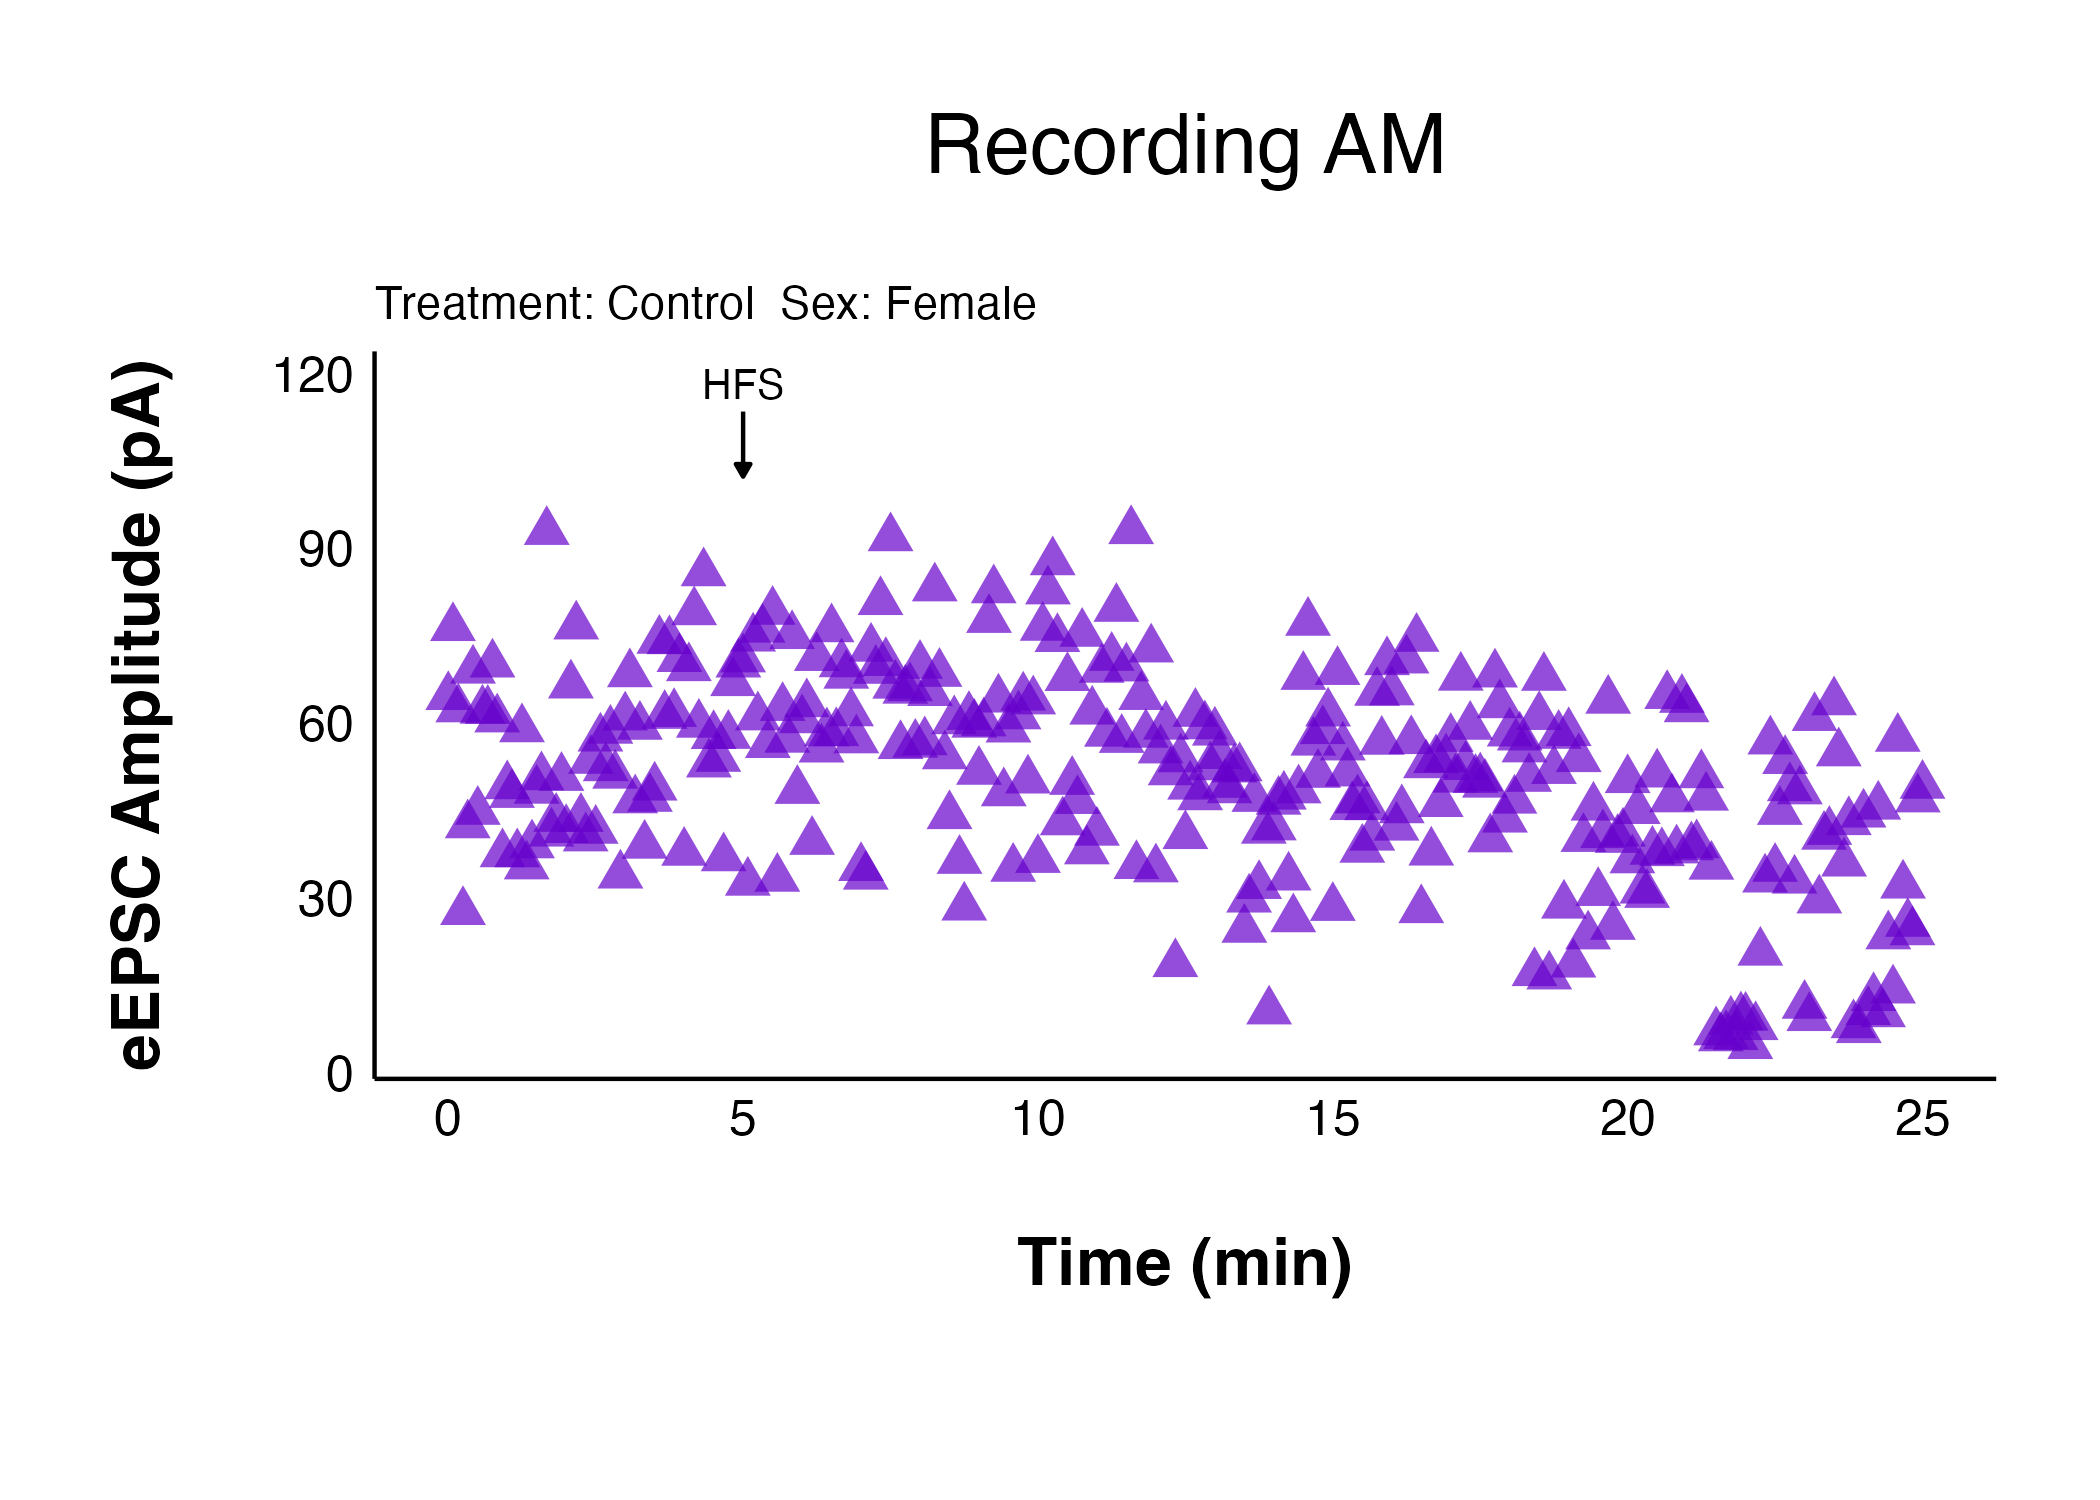 Recording AM
Treatment: Control  Sex: Female
eEPSC Amplitude (pA)
120
90
60
30
0
HFS
0 5 10 15 20 25
Time (min)